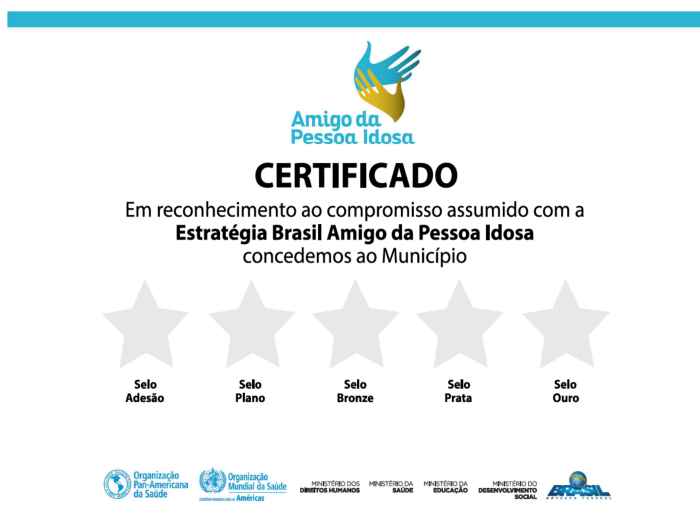 Amigo da
Pessoa Idosa
CERTIFICADO
Em reconhecimento ao compromisso assumido com a
Estratégia Brasil Amigo da Pessoa Idosa
concedemos ao Município
Selo
Adesão
Selo
Plano
Selo
Bronze
Selo
Prata
Selo
Ouro
Organização
Pan-Americana
da Saúde
Organização
Mundial da Saúde
Américas
MINISTÉRIO DOS
DIREITOS HUMANOS
MINISTÉRIO DA
SAÚDE
MINISTÉRIO DA
EDUCAÇÃO
MINISTÉRIO DO
DESENVOLVIMENTO
SOCIAL
BRASIL